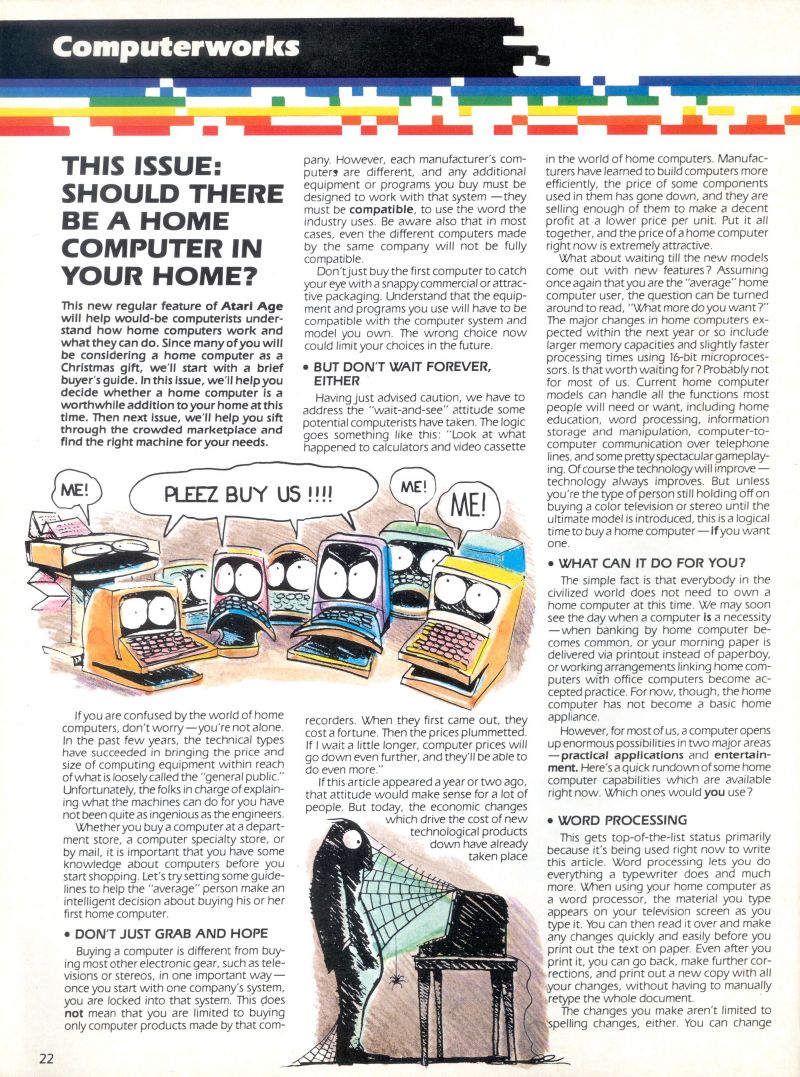 Computerworks
THIS ISSUE:
SHOULD THERE
BE A HOME
COMPUTER IN
YOUR HOME?
This new regular feature of Atari Age
will help would-be computerists under-
stand how home computers work and
what they can do. Since many of you will
be considering a home computer as a
Christmas gift, we'll start with a brief
buyer's guide. In this issue, we'll help you
decide whether a home computer is a
worthwhile addition to your home at this
time. Then next issue, we'll help you sift
through the crowded marketplace and
find the right machine for your needs.
ME!
PLEEZ BUY US !!!!
ME!
ME!
If you are confused by the world of home
computers, don't worry—you're not alone.
In the past few years, the technical types
have succeeded in bringing the price and
size of computing equipment within reach
of what is loosely called the "general public."
Unfortunately, the folks in charge of explain-
ing what the machines can do for you have
not been quite as ingenious as the engineers.
Whether you buy a computer at a depart-
ment store, a computer specialty store, or
by mail, it is important that you have some
knowledge about computers before you
start shopping. Let's try setting some guide-
lines to help the "average" person make an
intelligent decision about buying his or her
first home computer.
• DON'T JUST GRAB AND HOPE
Buying a computer is different from buy-
ing most other electronic gear, such as tele-
visions or stereos, in one important way—
once you start with one company's system,
you are locked into that system. This does
not mean that you are limited to buying
only computer products made by that com-
pany. However, each manufacturer's com-
puters are different, and any additional
equipment or programs you buy must be
designed to work with that system —they
must be compatible, to use the word the
industry uses. Be aware also that in most
cases, even the different computers made
by the same company will not be fully
compatible.
Don't just buy the first computer to catch
your eye with a snappy commercial or attrac-
tive packaging. Understand that the equip-
ment and programs you use will have to be
compatible with the computer system and
model you own. The wrong choice now
could limit your choices in the future.
• BUT DON'T WAIT FOREVER,
EITHER
Having just advised caution, we have to
address the "wait-and-see" attitude some
potential computerists have taken. The logic
goes something like this: "Look at what
happened to calculators and video cassette
recorders. When they first came out, they
cost a fortune. Then the prices plummetted.
If I wait a little longer, computer prices will
go down even further, and they'll be able to
do even more."
If this article appeared a year or two ago,
that attitude would make sense for a lot of
people. But today, the economic changes
which drive the cost of new
technological products
down have already
taken place
in the world of home computers. Manufac-
turers have learned to build computers more
efficiently, the price of some components
used in them has gone down, and they are
selling enough of them to make a decent
profit at a lower price per unit. Put it all
together, and the price of a home computer
right now is extremely attractive.
What about waiting till the new models
come out with new features? Assuming
once again that you are the "average" home
computer user, the question can be turned
around to read, "What more do you want?"
The major changes in home computers ex-
pected within the next year or so include
larger memory capacities and slightly faster
processing times using 16-bit microproces-
sors. Is that worth waiting for? Probably not
for most of us. Current home computer
models can handle all the functions most
people will need or want, including home
education, word processing, information
storage and manipulation, computer-to-
computer communication over telephone
lines, and some pretty spectacular gameplay-
ing. Of course the technology will improve—
technology always improves. But unless
you're the type of person still holding off on
buying a color television or stereo until the
ultimate model is introduced, this is a logical
time to buy a home computer—if you want
one.
• WHAT CAN IT DO FOR YOU?
The simple fact is that everybody in the
civilized world does not need to own a
home computer at this time. We may soon
see the day when a computer is a necessity
—when banking by home computer be-
comes common, or your morning paper is
delivered via printout instead of paperboy,
or working arrangements linking home com-
puters with office computers become ac-
cepted practice. For now, though, the home
computer has not become a basic home
appliance.
However, for most of us, a computer opens
up enormous possibilities in two major areas
—practical applications and entertain-
ment. Here's a quick rundown of some home
computer capabilities which are available
right now. Which ones would you use?
• WORD PROCESSING
This gets top-of-the-list status primarily
because it's being used right now to write
this article. Word processing lets you do
everything a typewriter does and much
more. When using your home computer as
a word processor, the material you type
appears on your television screen as you
type it. You can then read it over and make
any changes quickly and easily before you
print out the text on paper. Even after you
print it, you can go back, make further cor-
rections, and print out a new copy with all
your changes, without having to manually
retype the whole document.
The changes you make aren't limited to
spelling changes, either. You can change
22